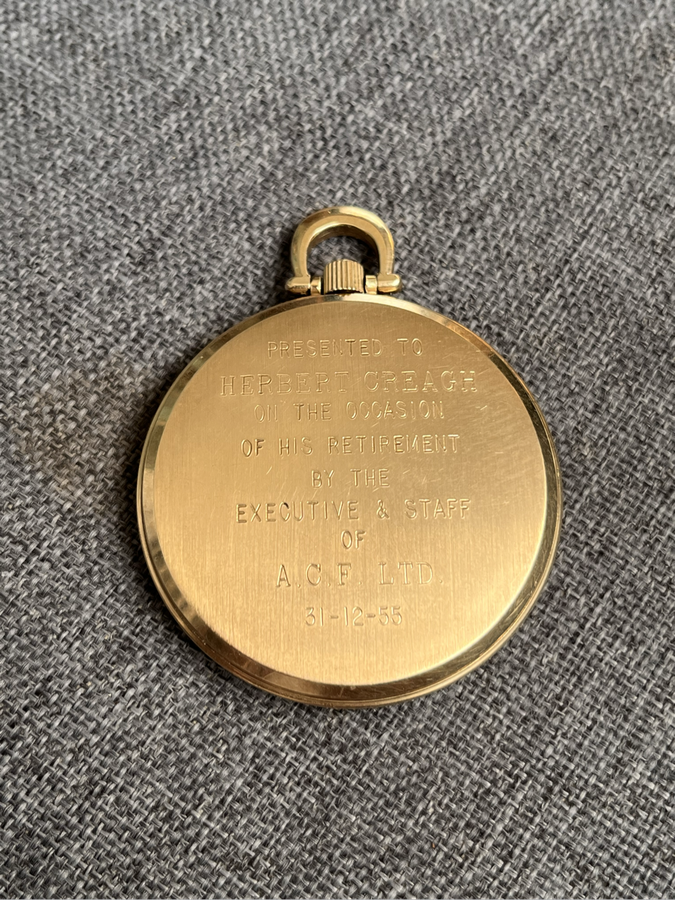 PRESENTED TO
HERBERT CREAGH
ON THE OCCASION
OF HIS RETIREMENT
BY THE
EXECUTIVE & STAFF
OF
A.C.F. LTD.
31-12-55